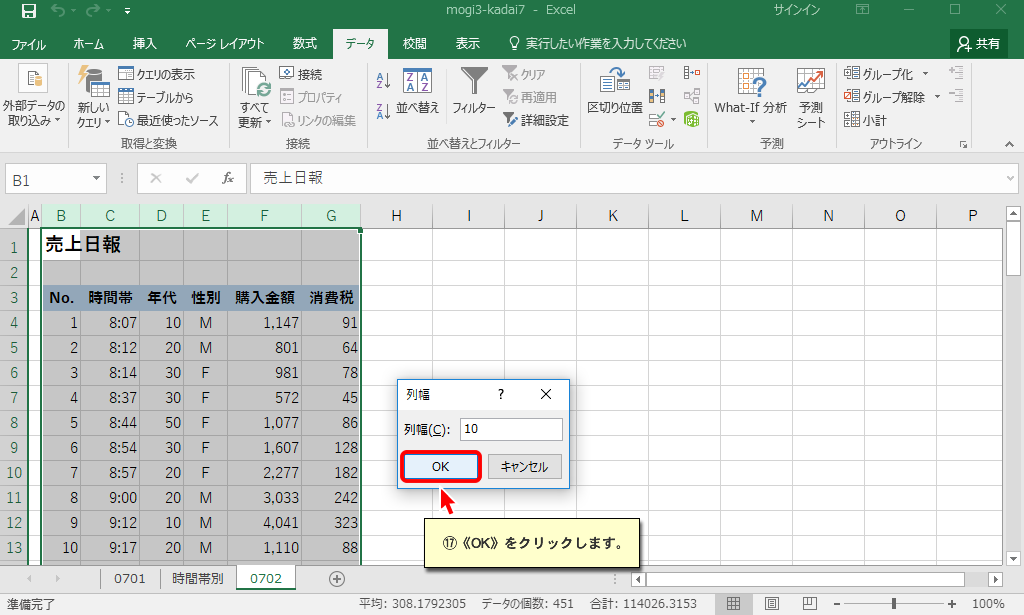 mogi3-kadai7 - Excel サインイン
ファイル ホーム 挿入 ページ レイアウト 数式 データ 校閲 表示 実行したい作業を入力してください 共有
外部データの
取り込み
新しい
クエリ
クエリの表示
テーブルから
最近使ったソース
取得と変換
すべて
更新
接続
プロパティ
リンクの編集
接続
並べ替え
フィルター
クリア
再適用
詳細設定
並べ替えとフィルター
区切り位置
データ ツール
What-If 分析
予測
シート
予測
グループ化
グループ解除
小計
アウトライン
B1 fx 売上日報
A B C D E F G H I J K L M N O P
1 売上日報
2
3 No. 時間帯 年代 性別 購入金額 消費税
4 1 8:07 10 M 1,147 91
5 2 8:12 20 M 801 64
6 3 8:14 30 F 981 78
7 4 8:37 30 F 572 45
8 5 8:44 50 F 1,077 86
9 6 8:54 30 F 1,607 128
10 7 8:57 20 F 2,277 182
11 8 9:00 20 M 3,033 242
12 9 9:12 10 M 4,041 323
13 10 9:17 20 M 1,110 88
列幅 ?
列幅(C): 10
OK キャンセル
⑰《OK》をクリックします。
0701 時間帯別 0702
準備完了 平均: 308.1792305 データの個数: 451 合計: 114026.3153 100%